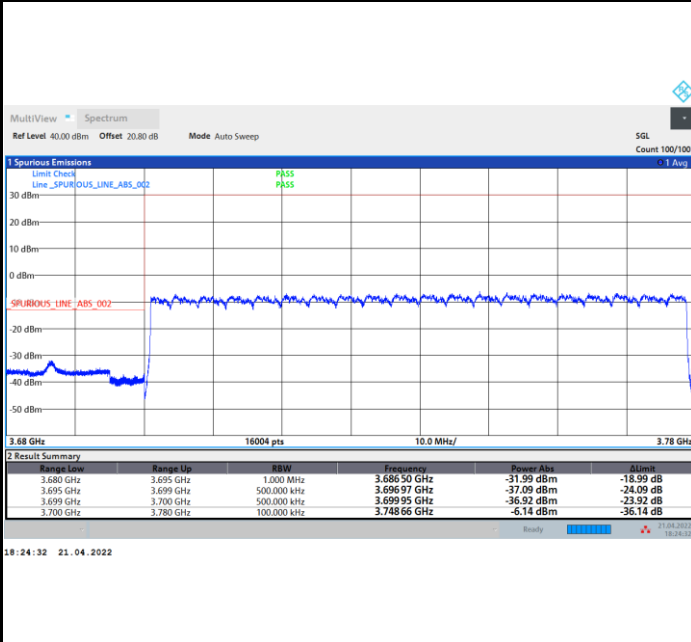 MultiView Spectrum
Ref Level 40.00 dBm Offset 20.80 dB Mode Auto Sweep SGL
Count 100/100
1 Spurious Emissions 1 Avg
Limit Check PASS
Line _SPURIOUS_LINE_ABS_002 PASS
30 dBm
20 dBm
10 dBm
0 dBm
_SPURIOUS_LINE_ABS_002
-20 dBm
-30 dBm
-40 dBm
-50 dBm
3.68 GHz 16004 pts 10.0 MHz/ 3.78 GHz
2 Result Summary
Range Low Range Up RBW Frequency Power Abs ΔLimit
3.680 GHz 3.695 GHz 1.000 MHz 3.686 50 GHz -31.99 dBm -18.99 dB
3.695 GHz 3.699 GHz 500.000 kHz 3.696 97 GHz -37.09 dBm -24.09 dB
3.699 GHz 3.700 GHz 500.000 kHz 3.699 95 GHz -36.92 dBm -23.92 dB
3.700 GHz 3.780 GHz 100.000 kHz 3.748 66 GHz -6.14 dBm -36.14 dB
Ready 21.04.2022
18:24:32
18:24:32 21.04.2022